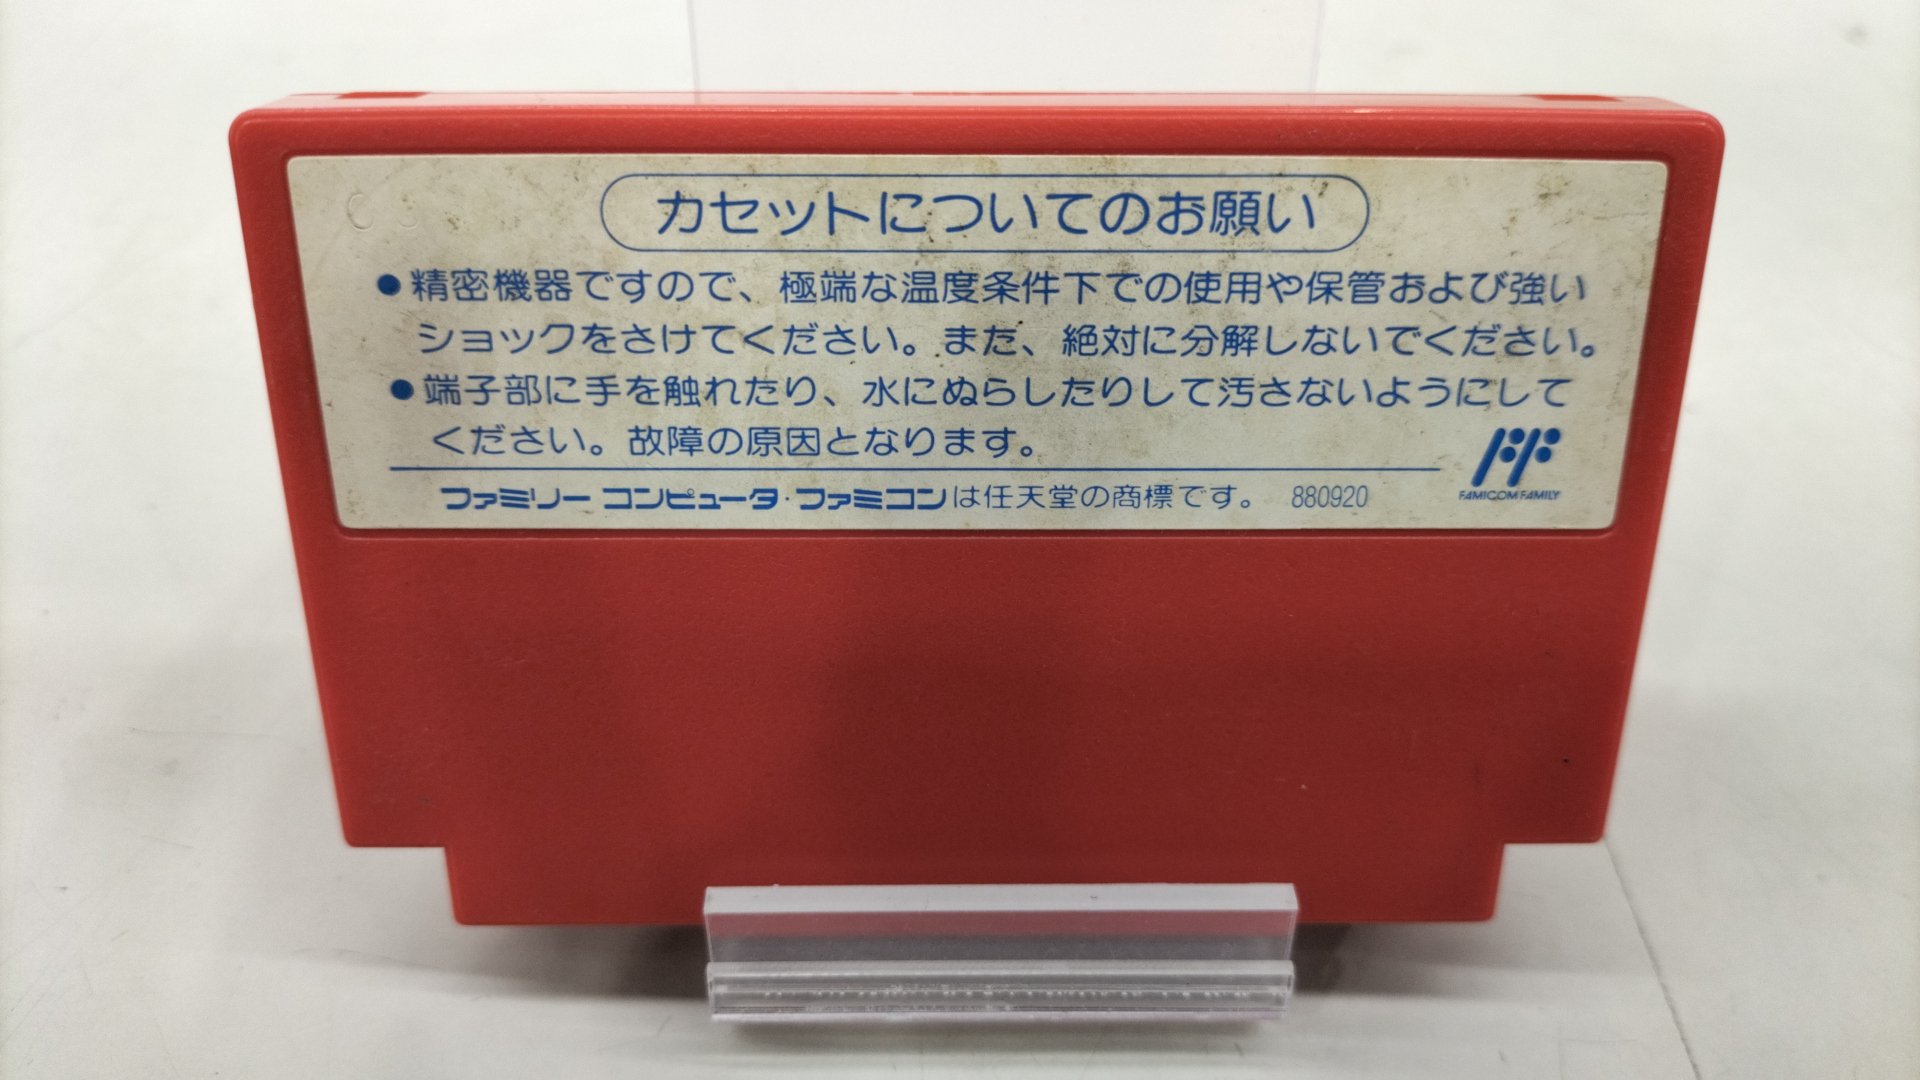 カセットについてのお願い
●精密機器ですので、極端な温度条件下での使用や保管および強い
ショックをさけてください。また、絶対に分解しないでください。
●端子部に手を触れたり、水にぬらしたりして汚さないようにして
ください。故障の原因となります。
ファミリーコンピュータ・ファミコンは任天堂の商標です。 880920
FAMICOM FAMILY